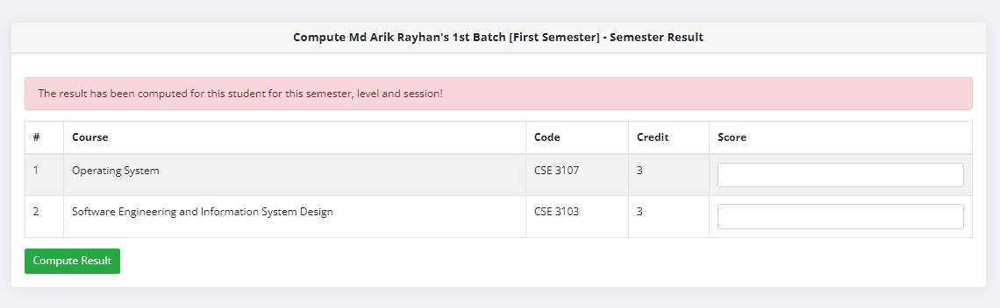 Compute Md Arik Rayhan's 1st Batch [First Semester] - Semester Result
The result has been computed for this student for this semester, level and session!
# Course Code Credit Score
1 Operating System CSE 3107 3
2 Software Engineering and Information System Design CSE 3103 3
Compute Result